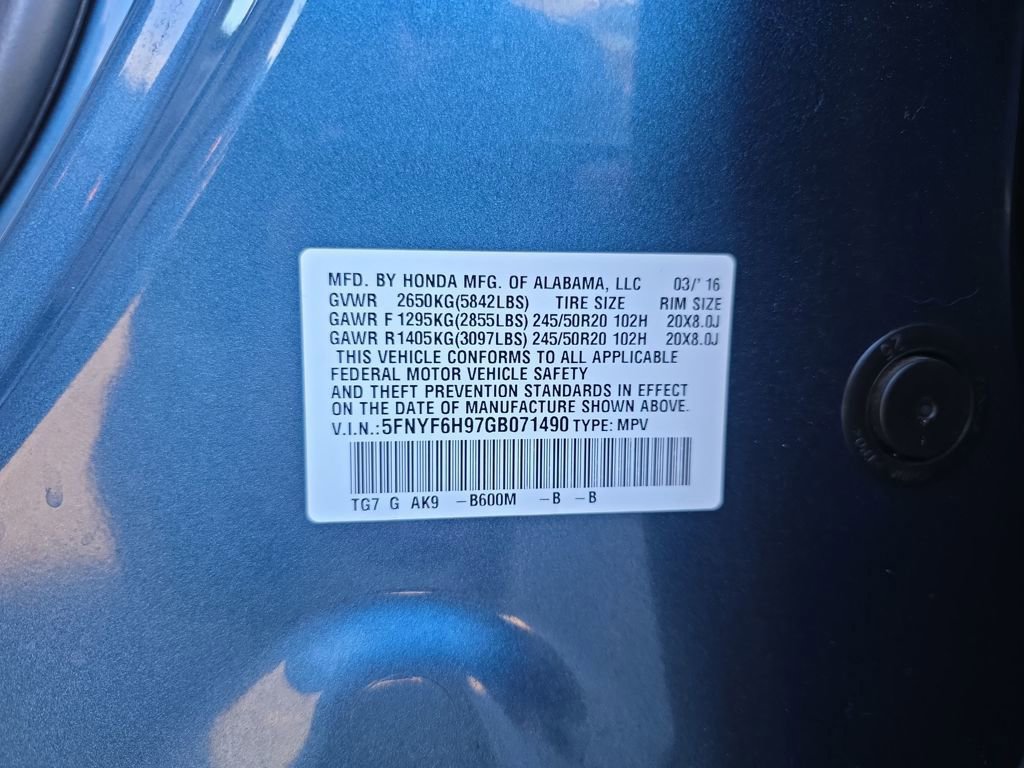 MFD. BY HONDA MFG. OF ALABAMA, LLC 03/' 16
GVWR 2650KG(5842LBS) TIRE SIZE RIM SIZE
GAWR F 1295KG(2855LBS) 245/50R20 102H 20X8.0J
GAWR R1405KG(3097LBS) 245/50R20 102H 20X8.0J
THIS VEHICLE CONFORMS TO ALL APPLICABLE
FEDERAL MOTOR VEHICLE SAFETY
AND THEFT PREVENTION STANDARDS IN EFFECT
ON THE DATE OF MANUFACTURE SHOWN ABOVE.
V.I.N.:5FNYF6H97GB071490 TYPE: MPV
TG7 G AK9 -B600M -B -B